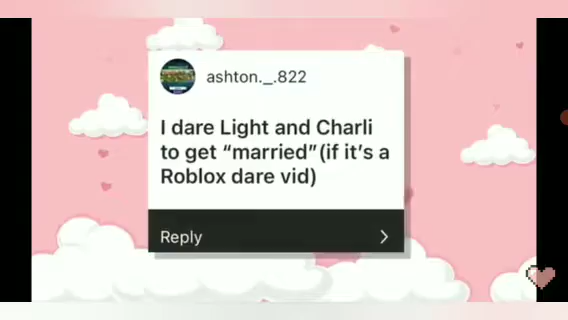 ashton._.822
I dare Light and Charli
to get “married”(if it’s a
Roblox dare vid)
Reply